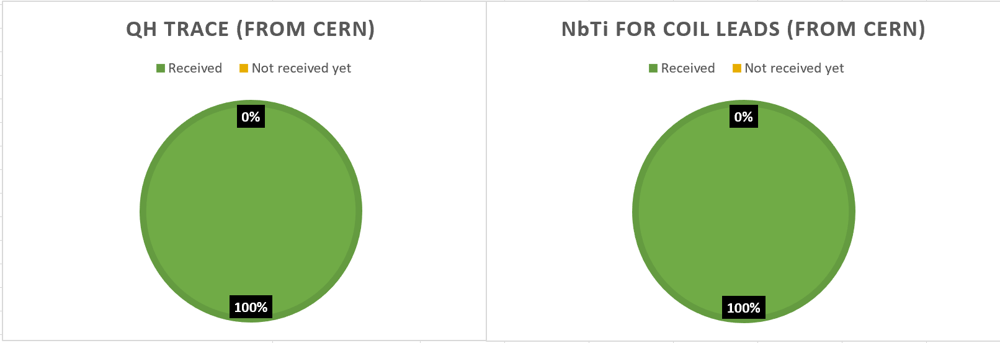 QH TRACE (FROM CERN)
Received Not received yet
0%
100%
NbTi FOR COIL LEADS (FROM CERN)
Received Not received yet
0%
100%